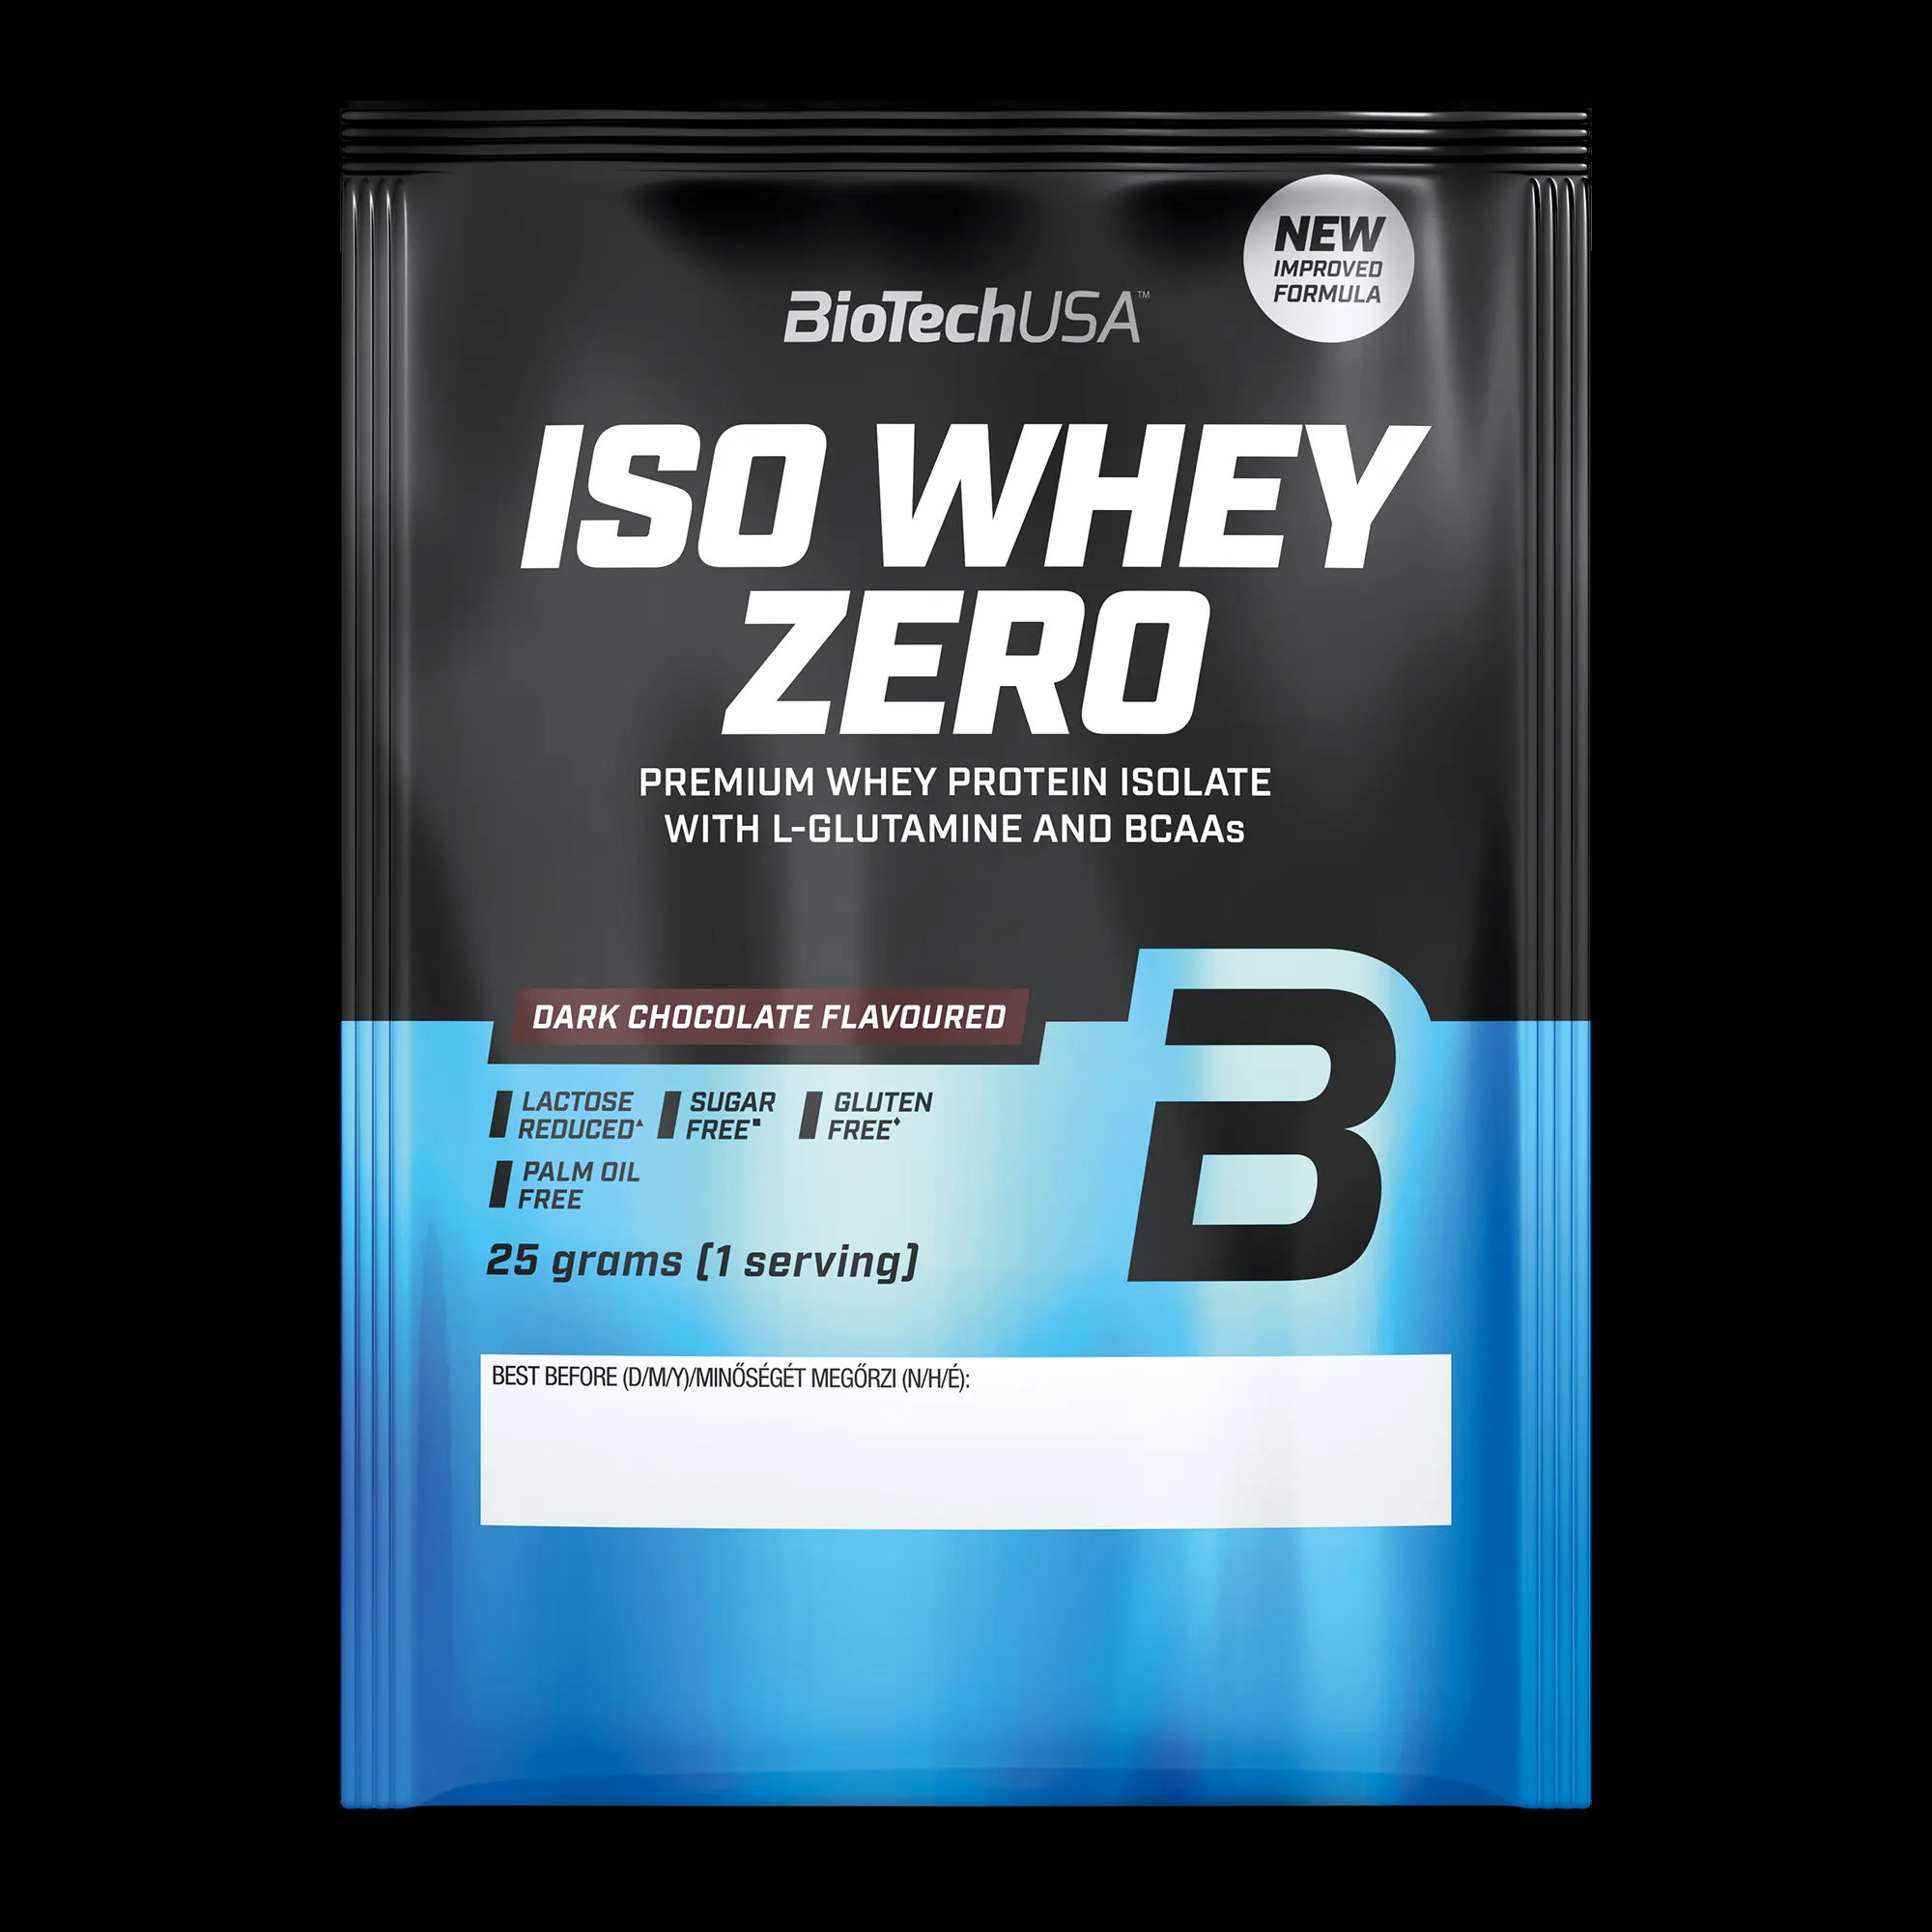 NEW
IMPROVED
FORMULA
BioTechUSA™
ISO WHEY
ZERO
PREMIUM WHEY PROTEIN ISOLATE
WITH L-GLUTAMINE AND BCAAs
DARK CHOCOLATE FLAVOURED
B
LACTOSE REDUCED▲
SUGAR FREE■
GLUTEN FREE♦
PALM OIL FREE
25 grams (1 serving)
BEST BEFORE (D/M/Y)/MINŐSÉGÉT MEGŐRZI (N/H/É):